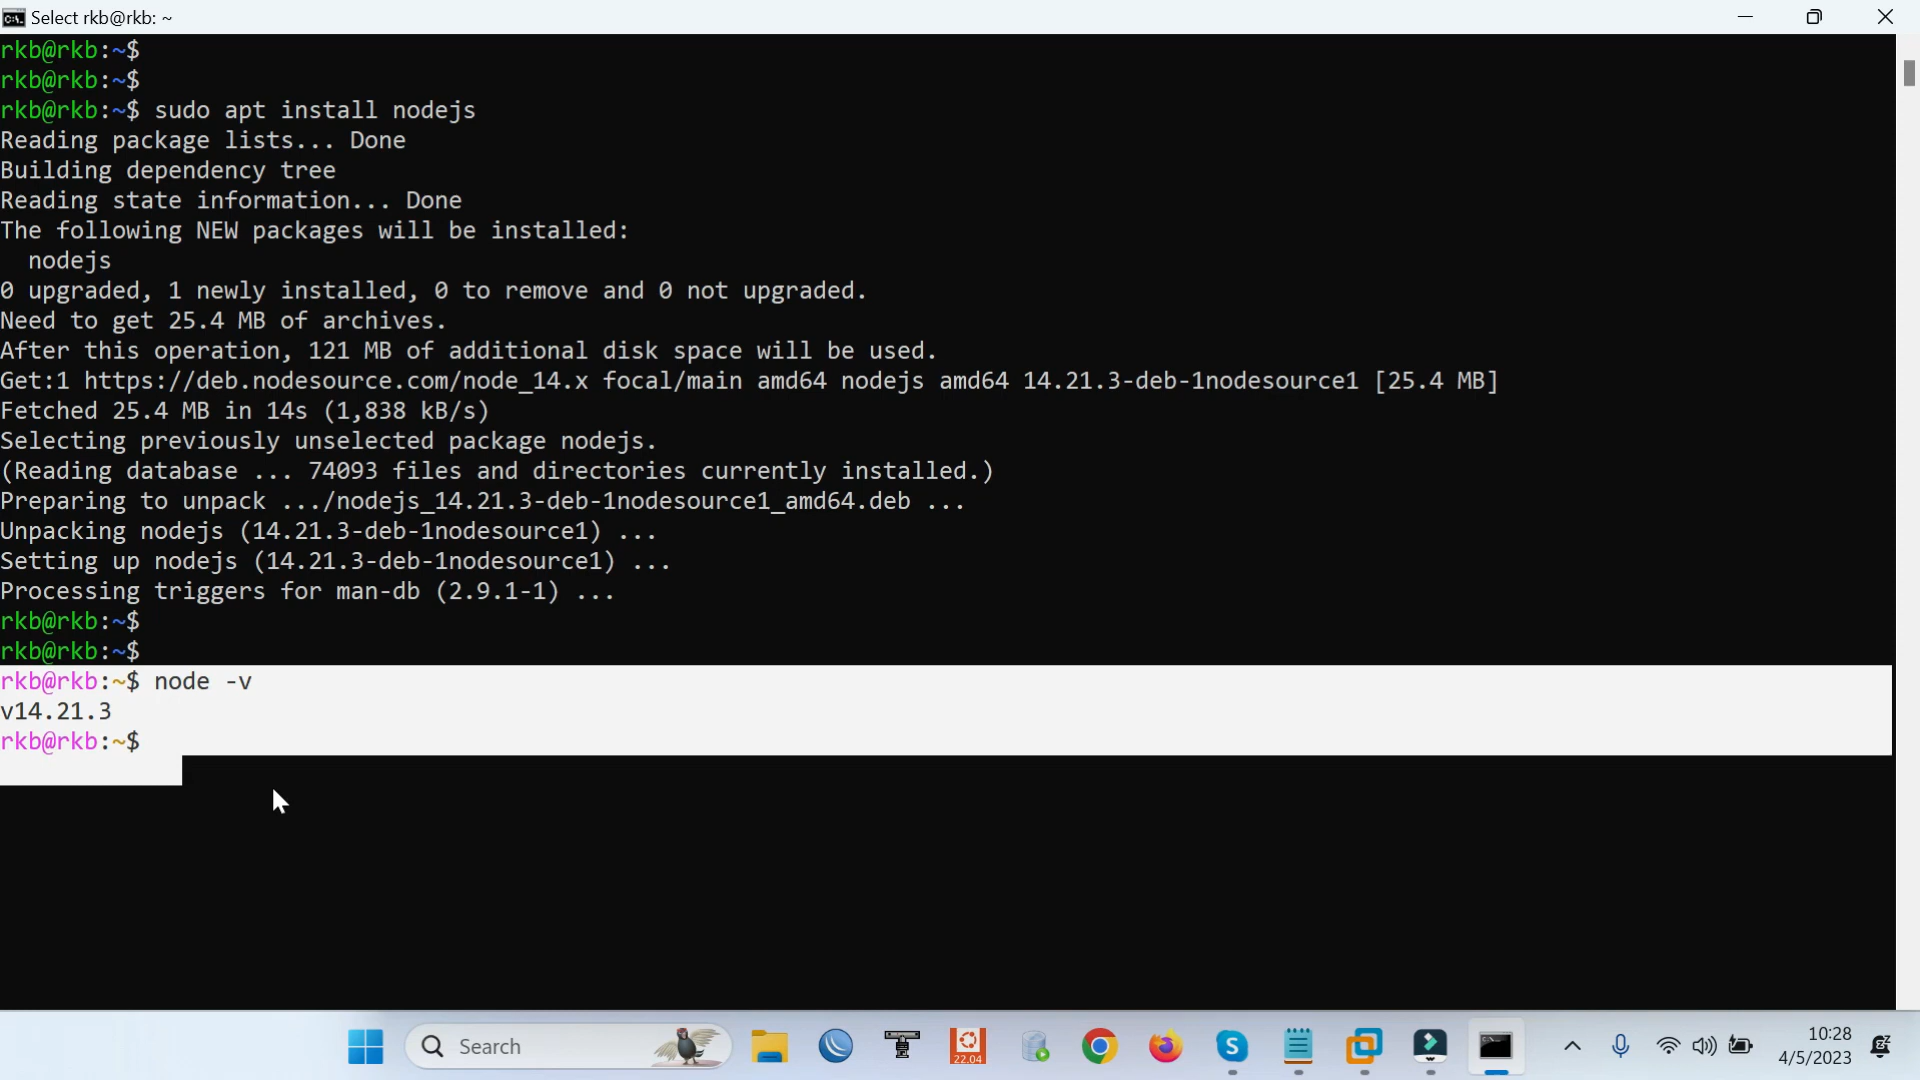 Select rkb@rkb: ~
rkb@rkb:~$
rkb@rkb:~$
rkb@rkb:~$ sudo apt install nodejs
Reading package lists... Done
Building dependency tree
Reading state information... Done
The following NEW packages will be installed:
  nodejs
0 upgraded, 1 newly installed, 0 to remove and 0 not upgraded.
Need to get 25.4 MB of archives.
After this operation, 121 MB of additional disk space will be used.
Get:1 https://deb.nodesource.com/node_14.x focal/main amd64 nodejs amd64 14.21.3-deb-1nodesource1 [25.4 MB]
Fetched 25.4 MB in 14s (1,838 kB/s)
Selecting previously unselected package nodejs.
(Reading database ... 74093 files and directories currently installed.)
Preparing to unpack .../nodejs_14.21.3-deb-1nodesource1_amd64.deb ...
Unpacking nodejs (14.21.3-deb-1nodesource1) ...
Setting up nodejs (14.21.3-deb-1nodesource1) ...
Processing triggers for man-db (2.9.1-1) ...
rkb@rkb:~$
rkb@rkb:~$
rkb@rkb:~$ node -v
v14.21.3
rkb@rkb:~$
Search
22.04
10:28
4/5/2023